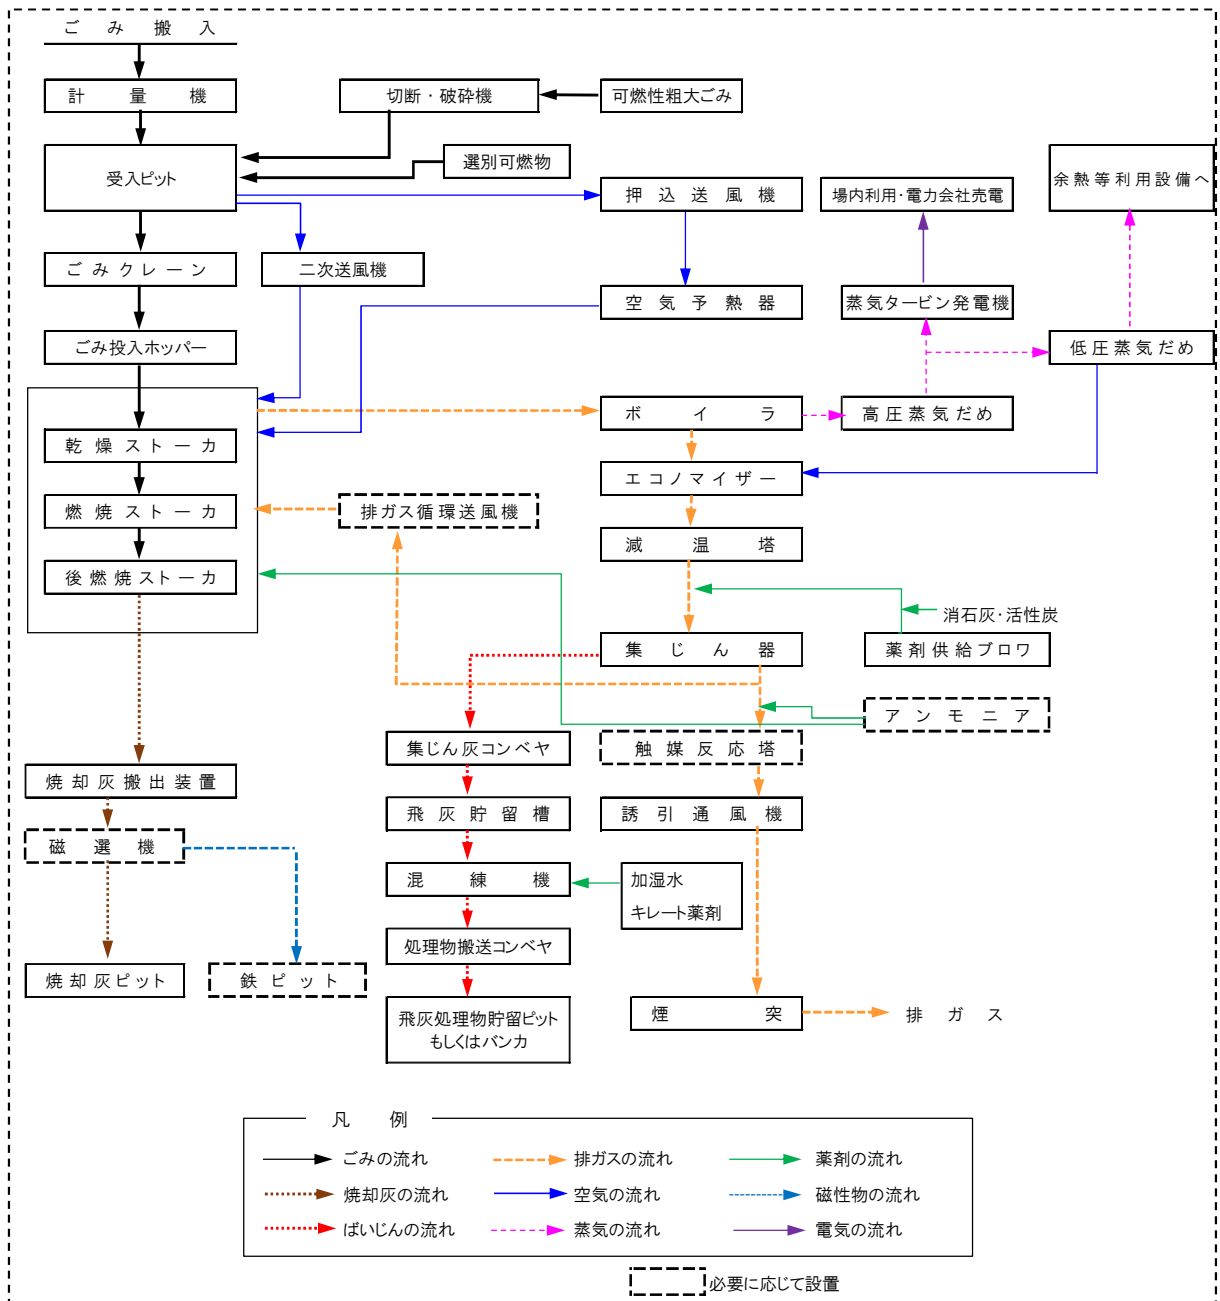 ごみ搬入
計量機
切断・破砕機
可燃性粗大ごみ
受入ピット
選別可燃物
押込送風機
場内利用・電力会社売電
余熱等利用設備へ
ごみクレーン
二次送風機
空気予熱器
蒸気タービン発電機
ごみ投入ホッパー
低圧蒸気だめ
ボイラ
高圧蒸気だめ
乾燥ストーカ
エコノマイザー
燃焼ストーカ
排ガス循環送風機
減温塔
後燃焼ストーカ
消石灰・活性炭
集じん器
薬剤供給ブロワ
アンモニア
集じん灰コンベヤ
触媒反応塔
焼却灰搬出装置
飛灰貯留槽
誘引通風機
磁選機
混練機
加湿水
キレート薬剤
処理物搬送コンベヤ
焼却灰ピット
鉄ピット
飛灰処理物貯留ピット
もしくはバンカ
煙突
排ガス
凡例
ごみの流れ
排ガスの流れ
薬剤の流れ
焼却灰の流れ
空気の流れ
磁性物の流れ
ばいじんの流れ
蒸気の流れ
電気の流れ
必要に応じて設置